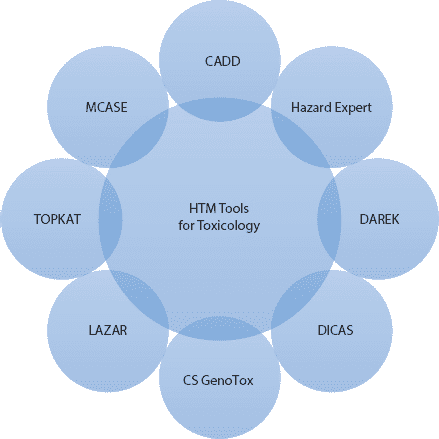 CADD
MCASE
Hazard Expert
HTM Tools
for Toxicology
TOPKAT
DAREK
LAZAR
DICAS
CS GenoTox